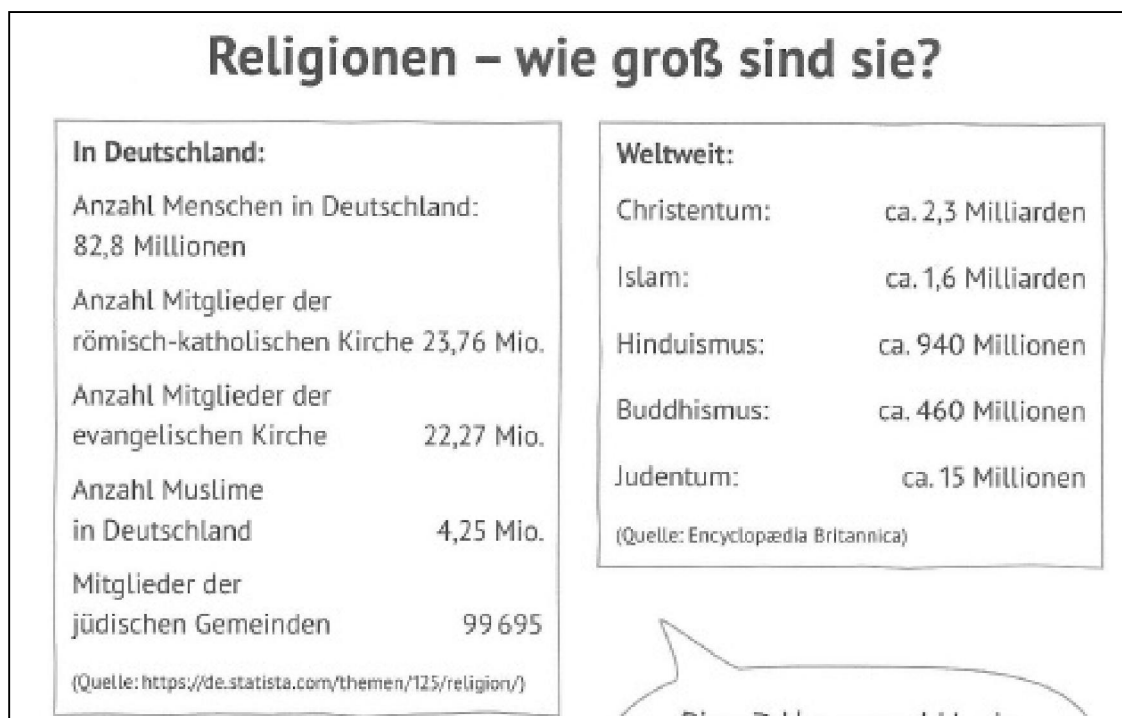 Religionen – wie groß sind sie?
In Deutschland:
Anzahl Menschen in Deutschland:
82,8 Millionen
Anzahl Mitglieder der
römisch-katholischen Kirche 23,76 Mio.
Anzahl Mitglieder der
evangelischen Kirche 22,27 Mio.
Anzahl Muslime
in Deutschland 4,25 Mio.
Mitglieder der
jüdischen Gemeinden 99 695
(Quelle: https://de.statista.com/themen/125/religion/)
Weltweit:
Christentum: ca. 2,3 Milliarden
Islam: ca. 1,6 Milliarden
Hinduismus: ca. 940 Millionen
Buddhismus: ca. 460 Millionen
Judentum: ca. 15 Millionen
(Quelle: Encyclopædia Britannica)